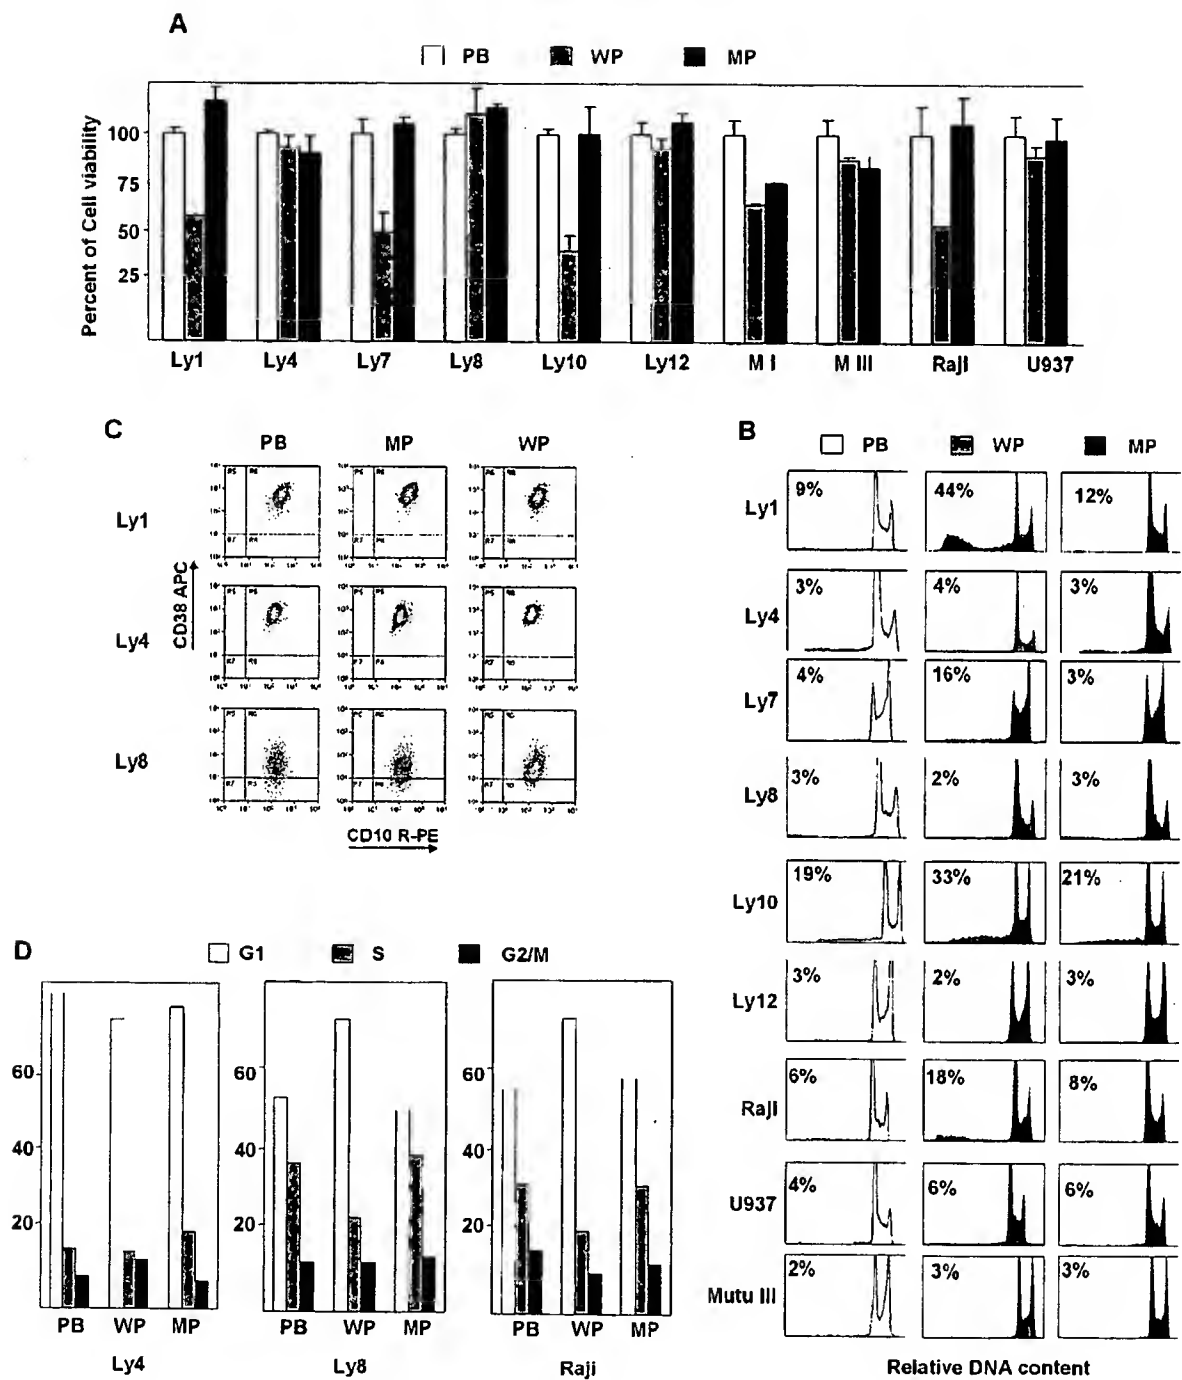 A
PB WP MP
Percent of Cell viability
100
75
50
25
Ly1 Ly4 Ly7 Ly8 Ly10 Ly12 M I M III Raji U937
C
PB MP WP
Ly1
Ly4
Ly8
CD38 APC
CD10 R-PE
B
PB WP MP
Ly1 9% 44% 12%
Ly4 3% 4% 3%
Ly7 4% 16% 3%
Ly8 3% 2% 3%
Ly10 19% 33% 21%
Ly12 3% 2% 3%
Raji 6% 18% 8%
U937 4% 6% 6%
Mutu III 2% 3% 3%
Relative DNA content
D
G1 S G2/M
60
40
20
PB WP MP
Ly4
60
40
20
PB WP MP
Ly8
60
40
20
PB WP MP
Raji